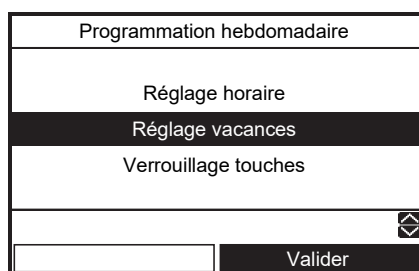 Programmation hebdomadaire
Réglage horaire
Réglage vacances
Verrouillage touches
Valider